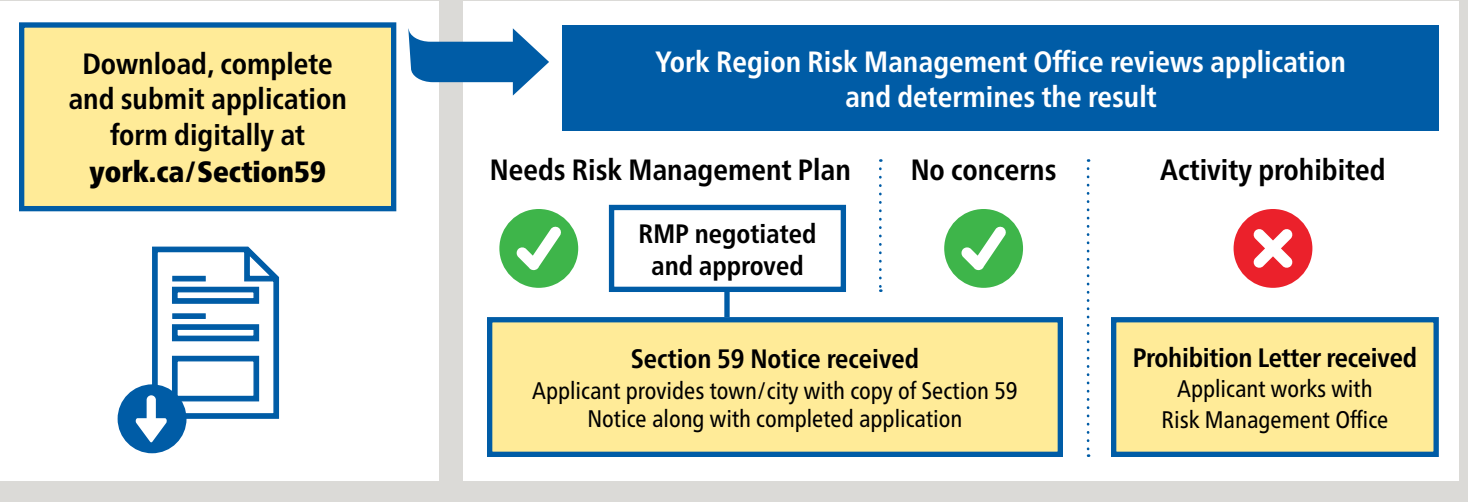 Download, complete
and submit application
form digitally at
york.ca/Section59
York Region Risk Management Office reviews application
and determines the result
Needs Risk Management Plan
RMP negotiated
and approved
No concerns
Activity prohibited
Section 59 Notice received
Applicant provides town/city with copy of Section 59
Notice along with completed application
Prohibition Letter received
Applicant works with
Risk Management Office